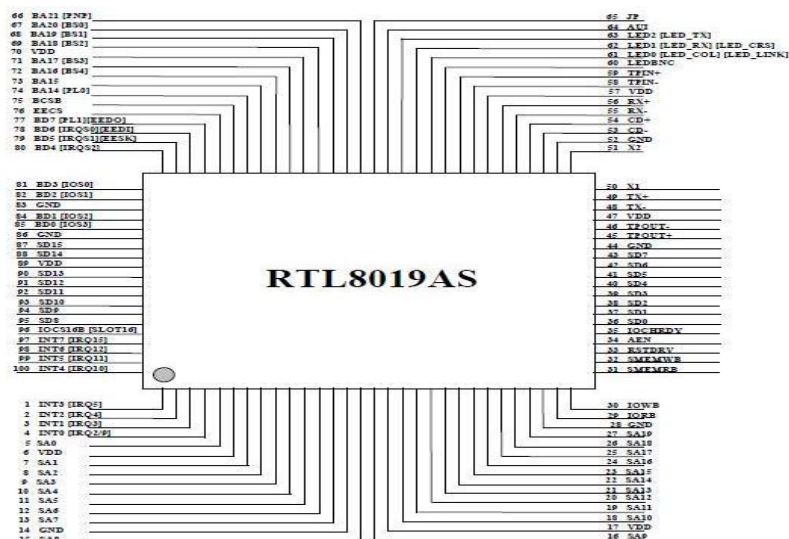 66 BA21 [PNP]
67 BA20 [BS0]
68 BA19 [BS1]
69 BA18 [BS2]
70 VDD
71 BA17 [BS3]
72 BA16 [BS4]
73 BA15
74 BA14 [PL0]
75 BCSB
76 EECS
77 BD7 [PL1][EEDO]
78 BD6 [IRQS0][EEDI]
79 BD5 [IRQS1][EESK]
80 BD4 [IRQS2]
65 JP
64 AUI
63 LED2 [LED_TX]
62 LED1 [LED_RX] [LED_CRS]
61 LED0 [LED_COL] [LED_LINK]
60 LEDBNC
59 TPIN+
58 TPIN-
57 VDD
56 RX+
55 RX-
54 CD+
53 CD-
52 GND
51 X2
81 BD3 [IOS0]
82 BD2 [IOS1]
83 GND
84 BD1 [IOS2]
85 BD0 [IOS3]
86 GND
87 SD15
88 SD14
89 VDD
90 SD13
91 SD12
92 SD11
93 SD10
94 SD9
95 SD8
96 IOCS16B [SLOT16]
97 INT7 [IRQ15]
98 INT6 [IRQ12]
99 INT5 [IRQ11]
100 INT4 [IRQ10]
RTL8019AS
50 X1
49 TX+
48 TX-
47 VDD
46 TPOUT-
45 TPOUT+
44 GND
43 SD7
42 SD6
41 SD5
40 SD4
39 SD3
38 SD2
37 SD1
36 SD0
35 IOCHRDY
34 AEN
33 RSTDRV
32 SMEMWB
31 SMEMRB
1 INT3 [IRQ5]
2 INT2 [IRQ4]
3 INT1 [IRQ3]
4 INT0 [IRQ2/9]
5 SA0
6 VDD
7 SA1
8 SA2
9 SA3
10 SA4
11 SA5
12 SA6
13 SA7
14 GND
15 SA8
30 IOWB
29 IORB
28 GND
27 SA19
26 SA18
25 SA17
24 SA16
23 SA15
22 SA14
21 SA13
20 SA12
19 SA11
18 SA10
17 VDD
16 SA9